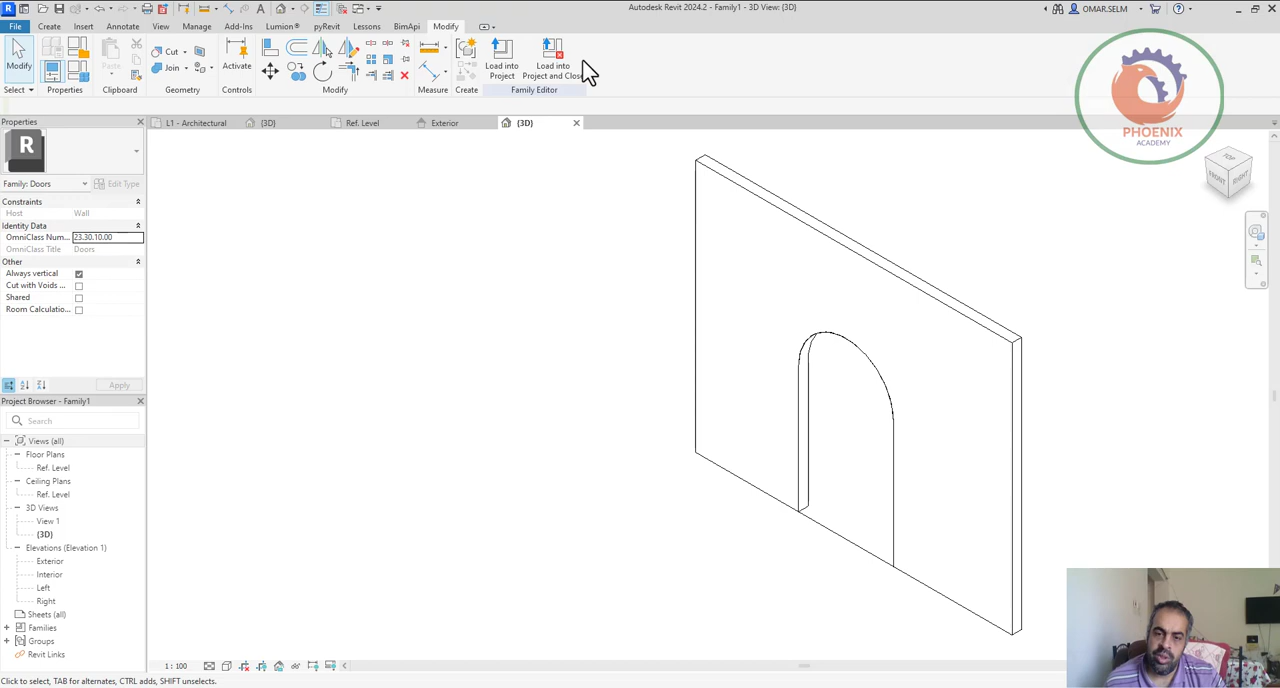 Autodesk Revit 2024.2 - Family1 - 3D View: {3D}
OMAR.SELM
File Create Insert Annotate View Manage Add-Ins Lumion® pyRevit Lessons BimApi Modify
Modify
Paste
Cut
Join
Activate
Load into
Project
Load into
Project and Close
Select Properties Clipboard Geometry Controls Modify Measure Create Family Editor
PHOENIX
ACADEMY
Properties
L1 - Architectural {3D} Ref. Level Exterior {3D}
R
Family: Doors Edit Type
Constraints
Host Wall
Identity Data
OmniClass Num... 23.30.10.00
OmniClass Title Doors
Other
Always vertical
Cut with Voids ...
Shared
Room Calculatio...
Apply
TOP
FRONT RIGHT
Project Browser - Family1
Search
Views (all)
Floor Plans
Ref. Level
Ceiling Plans
Ref. Level
3D Views
View 1
{3D}
Elevations (Elevation 1)
Exterior
Interior
Left
Right
Sheets (all)
Families
Groups
Revit Links
1 : 100
Click to select, TAB for alternates, CTRL adds, SHIFT unselects.